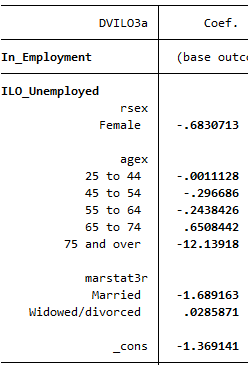 DVILO3a Coef.
In_Employment (base outco
ILO_Unemployed
rsex
Female -.6830713
agex
25 to 44 -.0011128
45 to 54 -.296686
55 to 64 -.2438426
65 to 74 .6508442
75 and over -12.13918
marstat3r
Married -1.689163
Widowed/divorced .0285871
_cons -1.369141